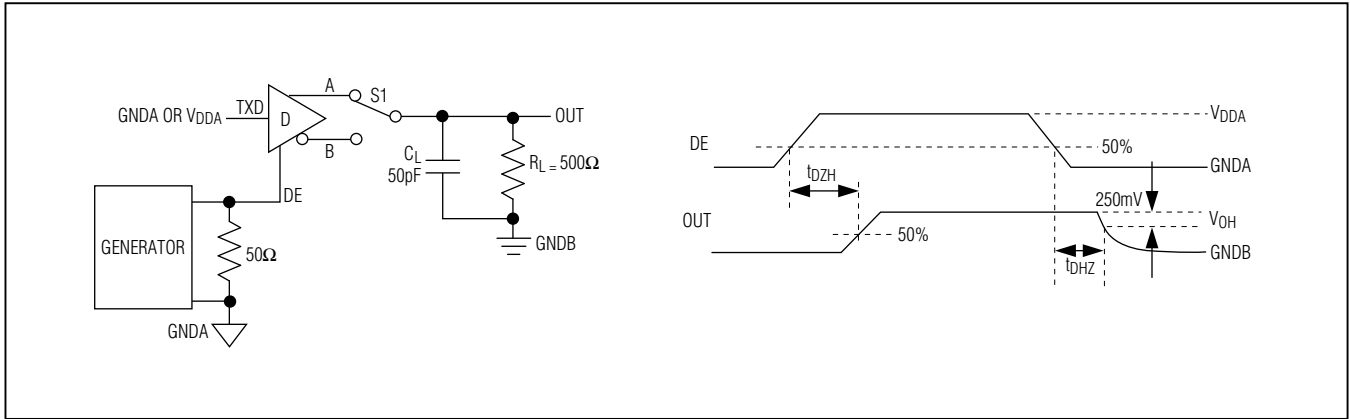 GNDA OR VDDA
TXD
D
A
B
S1
OUT
CL
50pF
RL = 500Ω
GNDB
DE
GENERATOR
50Ω
GNDA
DE
VDDA
50%
GNDA
tDZH
250mV
OUT
VOH
50%
GNDB
tDHZ